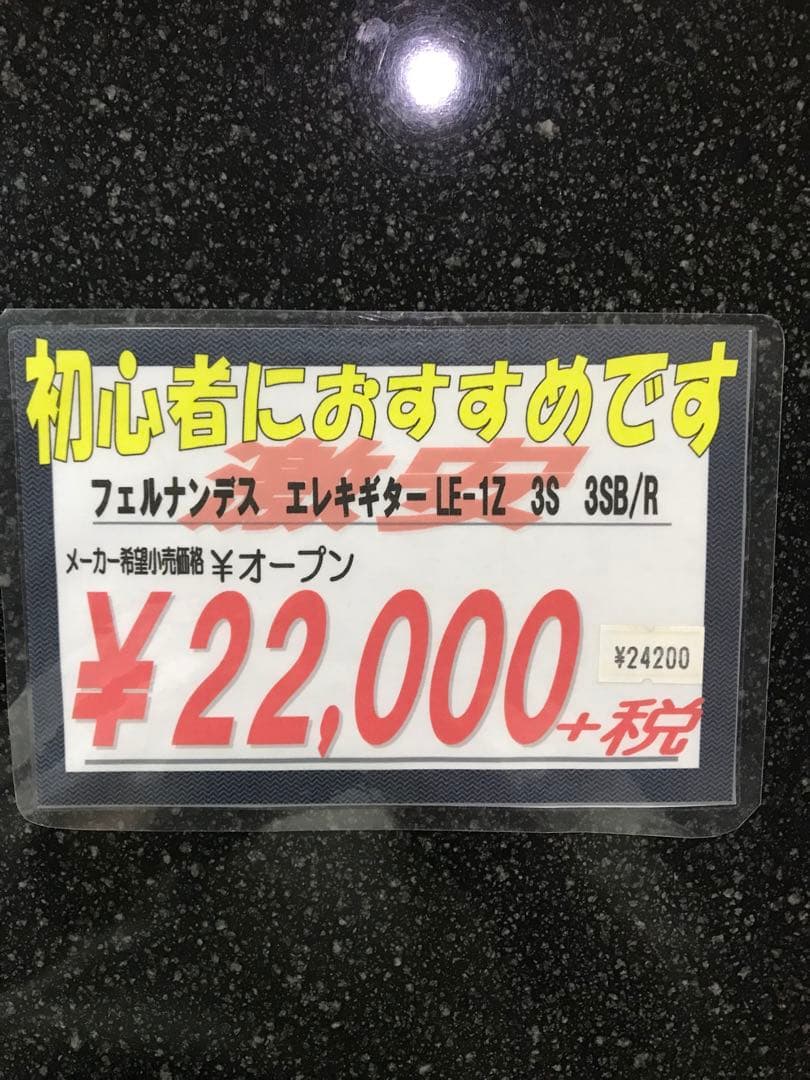 初心者におすすめです
激安
フェルナンデス エレキギター LE-1Z 3S 3SB/R
メーカー希望小売価格 ¥オープン
¥22,000+税
¥24200